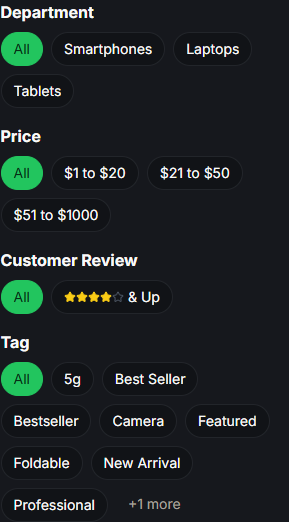 Department
All Smartphones Laptops
Tablets
Price
All $1 to $20 $21 to $50
$51 to $1000
Customer Review
All ★★★★☆ & Up
Tag
All 5g Best Seller
Bestseller Camera Featured
Foldable New Arrival
Professional +1 more